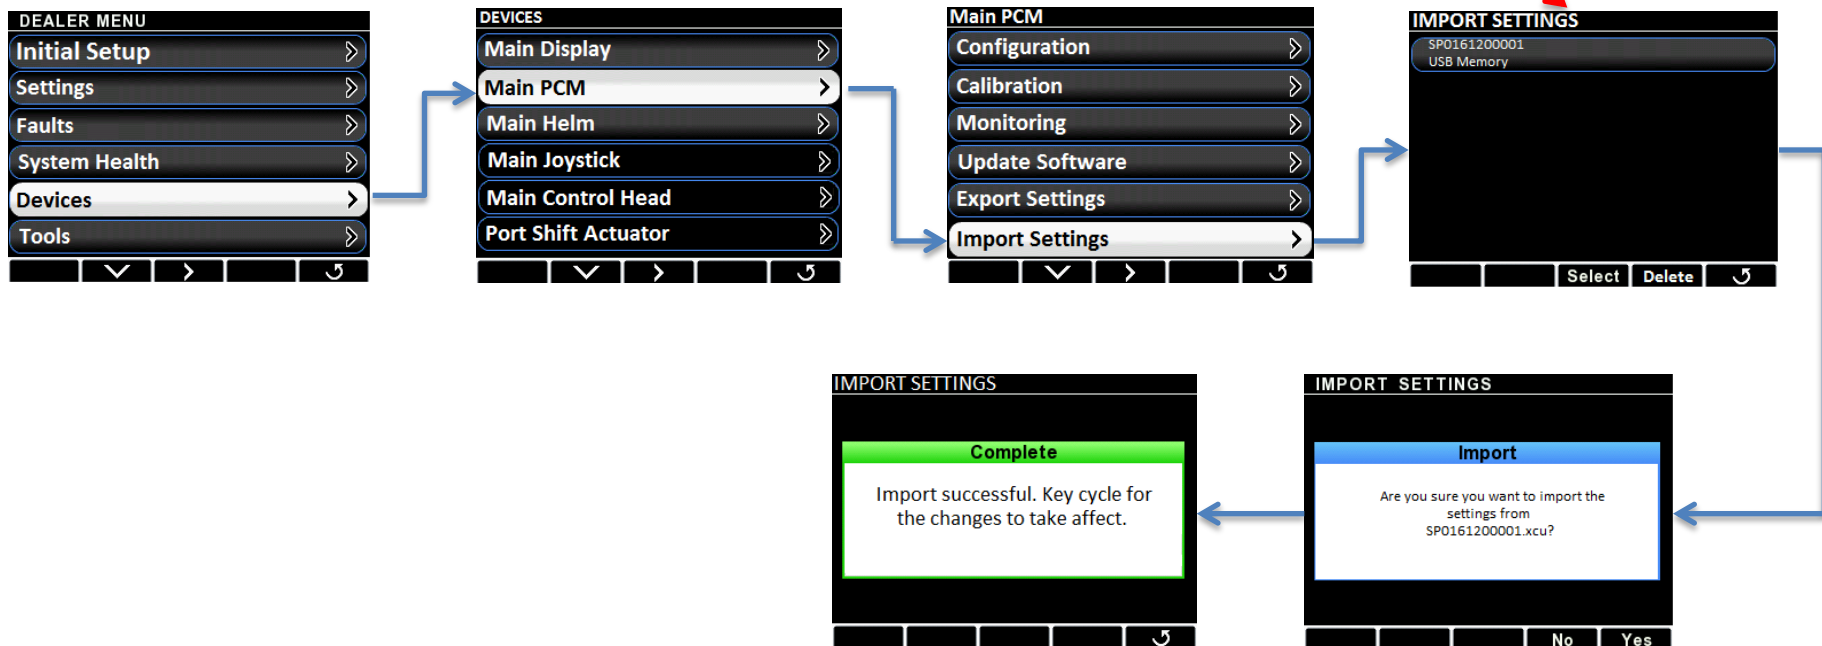 DEALER MENU
Initial Setup
Settings
Faults
System Health
Devices
Tools
DEVICES
Main Display
Main PCM
Main Helm
Main Joystick
Main Control Head
Port Shift Actuator
Main PCM
Configuration
Calibration
Monitoring
Update Software
Export Settings
Import Settings
IMPORT SETTINGS
SP0161200001
USB Memory
Select Delete
IMPORT SETTINGS
Import
Are you sure you want to import the
settings from
SP0161200001.xcu?
No Yes
IMPORT SETTINGS
Complete
Import successful. Key cycle for
the changes to take affect.